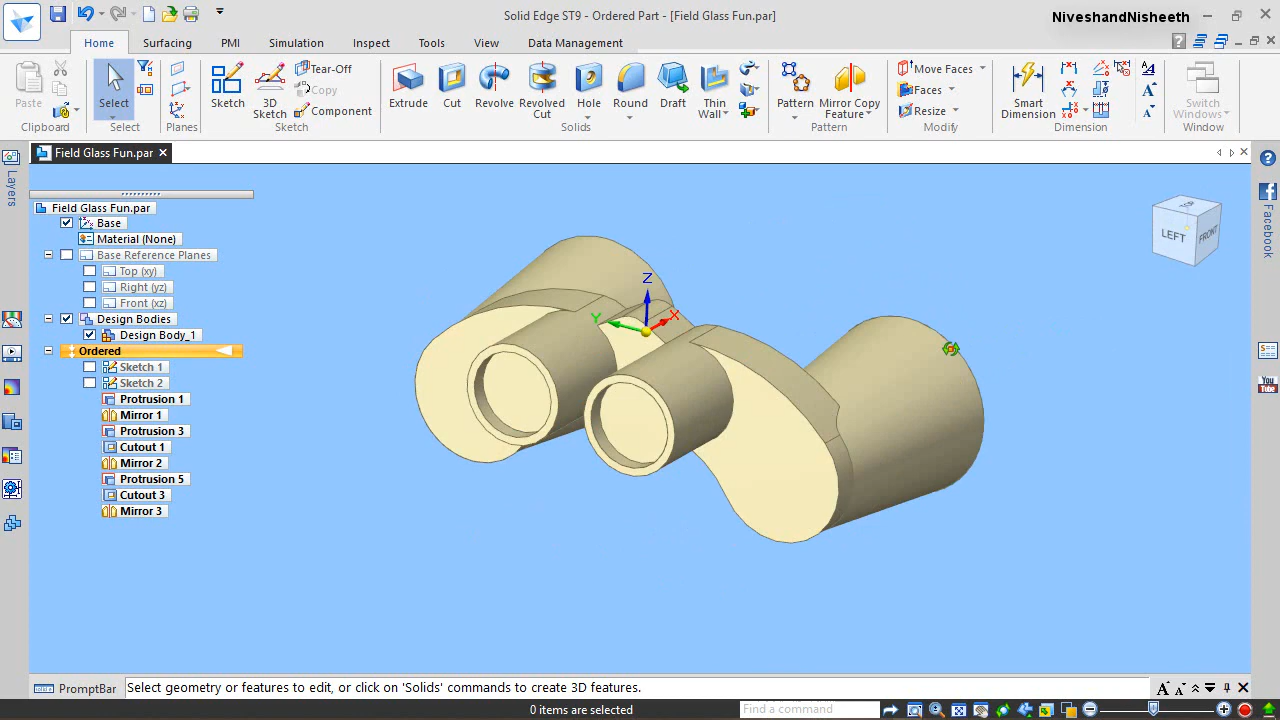 Solid Edge ST9 - Ordered Part - [Field Glass Fun.par]
NiveshandNisheeth
Home
Surfacing
PMI
Simulation
Inspect
Tools
View
Data Management
Paste
Select
Sketch
3D Sketch
Tear-Off
Copy
Component
Extrude
Cut
Revolve
Revolved Cut
Hole
Round
Draft
Thin Wall
Pattern
Mirror Copy Feature
Move Faces
Faces
Resize
Smart Dimension
Switch Windows
Clipboard
Select
Planes
Sketch
Solids
Pattern
Modify
Dimension
Window
Field Glass Fun.par
Layers
Field Glass Fun.par
Base
Material (None)
Base Reference Planes
Top (xy)
Right (yz)
Front (xz)
Design Bodies
Design Body_1
Ordered
Sketch 1
Sketch 2
Protrusion 1
Mirror 1
Protrusion 3
Cutout 1
Mirror 2
Protrusion 5
Cutout 3
Mirror 3
Z
Y
X
LEFT
FRONT
Facebook
You Tube
PromptBar
Select geometry or features to edit, or click on 'Solids' commands to create 3D features.
0 items are selected
Find a command